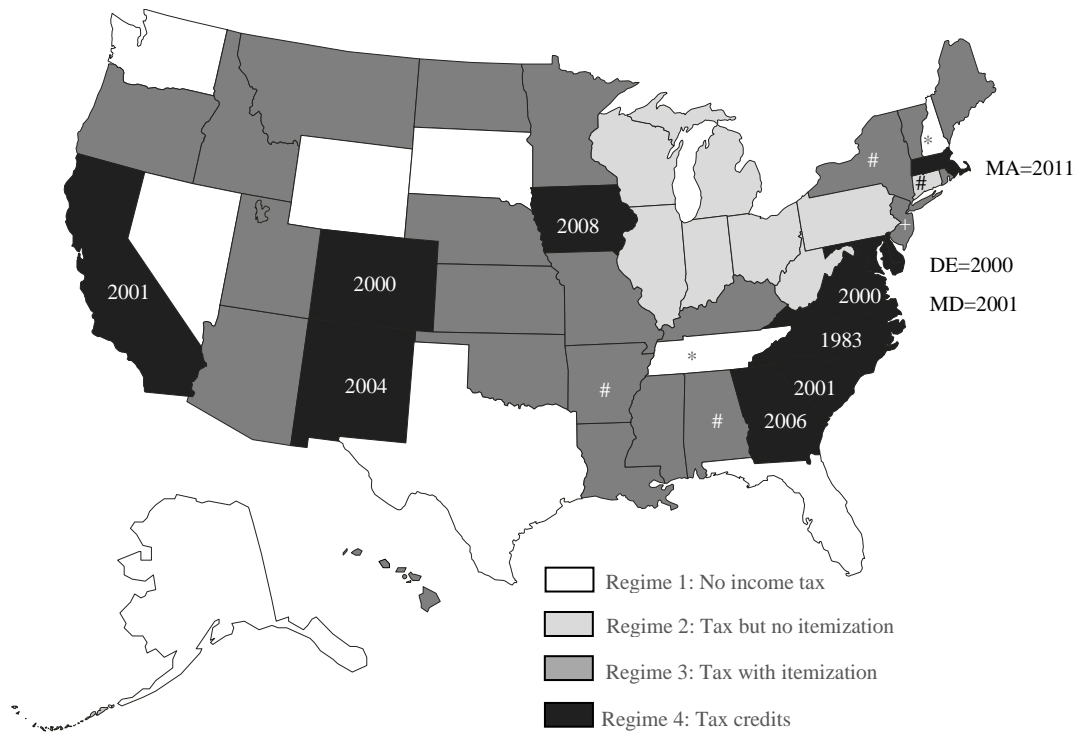 *
#
MA=2011
#
+
2008
DE=2000
2001
2000
2000
MD=2001
1983
*
2004
#
2001
2006
#
Regime 1: No income tax
Regime 2: Tax but no itemization
Regime 3: Tax with itemization
Regime 4: Tax credits